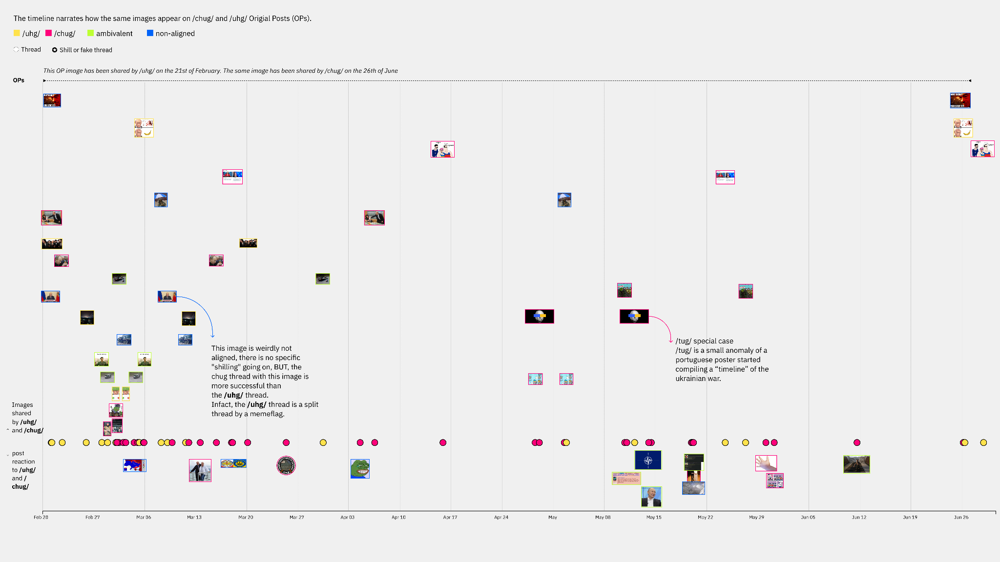 The timeline narrates how the same images appear on /chug/ and /uhg/ Origial Posts (OPs).
/uhg/ /chug/ ambivalent non-aligned
Thread Shill or fake thread
This OP image has been shared by /uhg/ on the 21st of February. The same image has been shared by /chug/ on the 26th of June
OPs
WHY DIDN'T
YOU STOP IT?
/tug/ special case
/tug/ is a small anomaly of a
portuguese poster started
compiling a “timeline” of the
ukrainian war.
This image is weirdly not
aligned, there is no specific
"shilling" going on, BUT, the
chug thread with this image is
more successful than
the /uhg/ thread.
Infact, the /uhg/ thread is a split
thread by a memeflag.
Images
shared
by /uhg/
and /chug/
post
reaction
to /uhg/
and /
chug/
Feb 20 Feb 27 Mar 06 Mar 13 Mar 20 Mar 27 Apr 03 Apr 10 Apr 17 Apr 24 May May 08 May 15 May 22 May 29 Jun 05 Jun 12 Jun 19 Jun 26